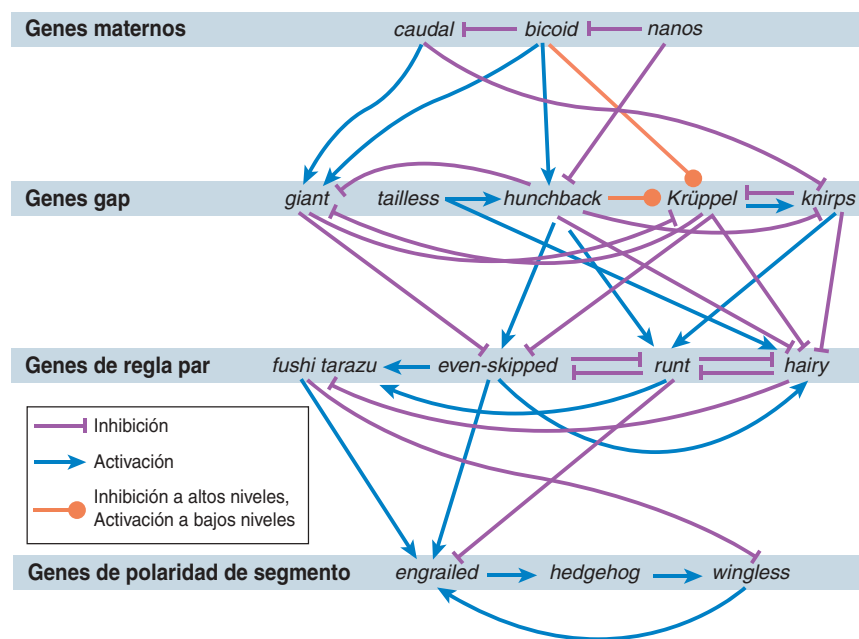 Genes maternos caudal bicoid nanos
Genes gap giant tailless hunchback Krüppel knirps
Genes de regla par fushi tarazu even-skipped runt hairy
Inhibición
Activación
Inhibición a altos niveles,
Activación a bajos niveles
Genes de polaridad de segmento engrailed hedgehog wingless